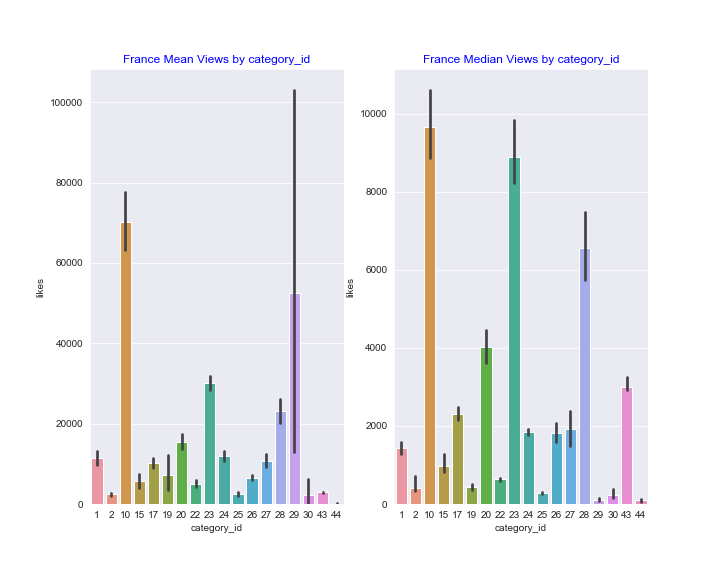 France Mean Views by category_id
100000
80000
60000
40000
20000
0
likes
1 2 10 15 17 19 20 22 23 24 25 26 27 28 29 30 43 44
category_id
France Median Views by category_id
10000
8000
6000
4000
2000
0
likes
1 2 10 15 17 19 20 22 23 24 25 26 27 28 29 30 43 44
category_id